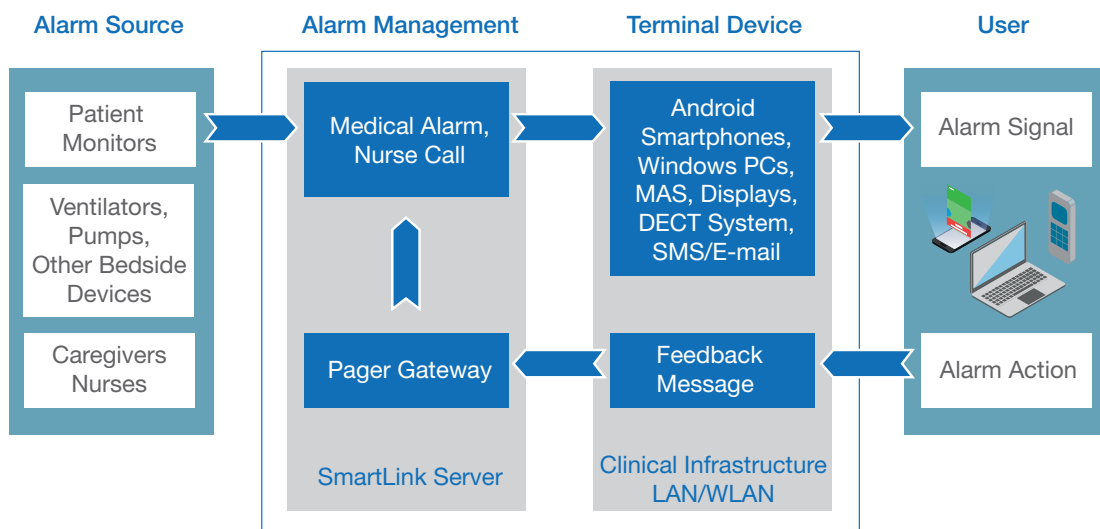 Alarm Source
Alarm Management
Terminal Device
User
Patient
Monitors
Ventilators,
Pumps,
Other Bedside
Devices
Caregivers
Nurses
Medical Alarm,
Nurse Call
Pager Gateway
SmartLink Server
Android
Smartphones,
Windows PCs,
MAS, Displays,
DECT System,
SMS/E-mail
Feedback
Message
Clinical Infrastructure
LAN/WLAN
Alarm Signal
Alarm Action